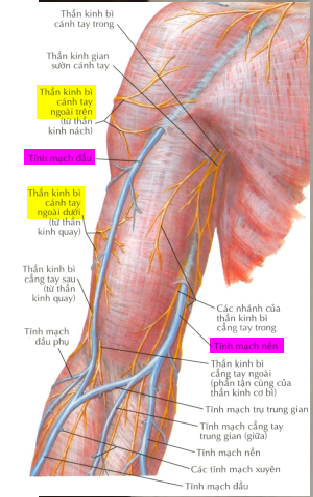 Thần kinh bì
cánh tay trong
Thần kinh gian
sườn cánh tay
Thần kinh bì
cánh tay
ngoài trên
(từ thần
kinh nách)
Tĩnh mạch đầu
Thần kinh bì
cánh tay
ngoài dưới
(từ thần
kinh quay)
Thần kinh bì
cẳng tay sau
(từ thần
kinh quay)
Tĩnh mạch
đầu phụ
Các nhánh của
thần kinh bì
cẳng tay trong
Tĩnh mạch nền
Thần kinh bì
cẳng tay ngoài
(phần tận cùng của
thần kinh cơ bì)
Tĩnh mạch trụ trung gian
Tĩnh mạch cẳng tay
trung gian (giữa)
Tĩnh mạch nền
Các tĩnh mạch xuyên
Tĩnh mạch đầu